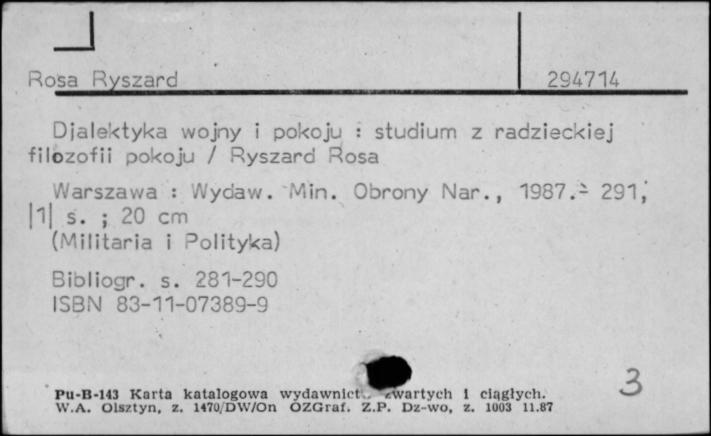 Rosa Ryszard 294714
Djalektyka wojny i pokoju : studium z radzieckiej
filozofii pokoju / Ryszard Rosa
Warszawa : Wydaw. Min. Obrony Nar., 1987.- 291,
|1| s. ; 20 cm
(Militaria i Polityka)
Bibliogr. s. 281-290
ISBN 83-11-07389-9
3
Pu-B-143 Karta katalogowa wydawnict zwartych i ciągłych.
W.A. Olsztyn, z. 1470/DW/On OZGraf. Z.P. Dz-wo, z. 1003 11.87